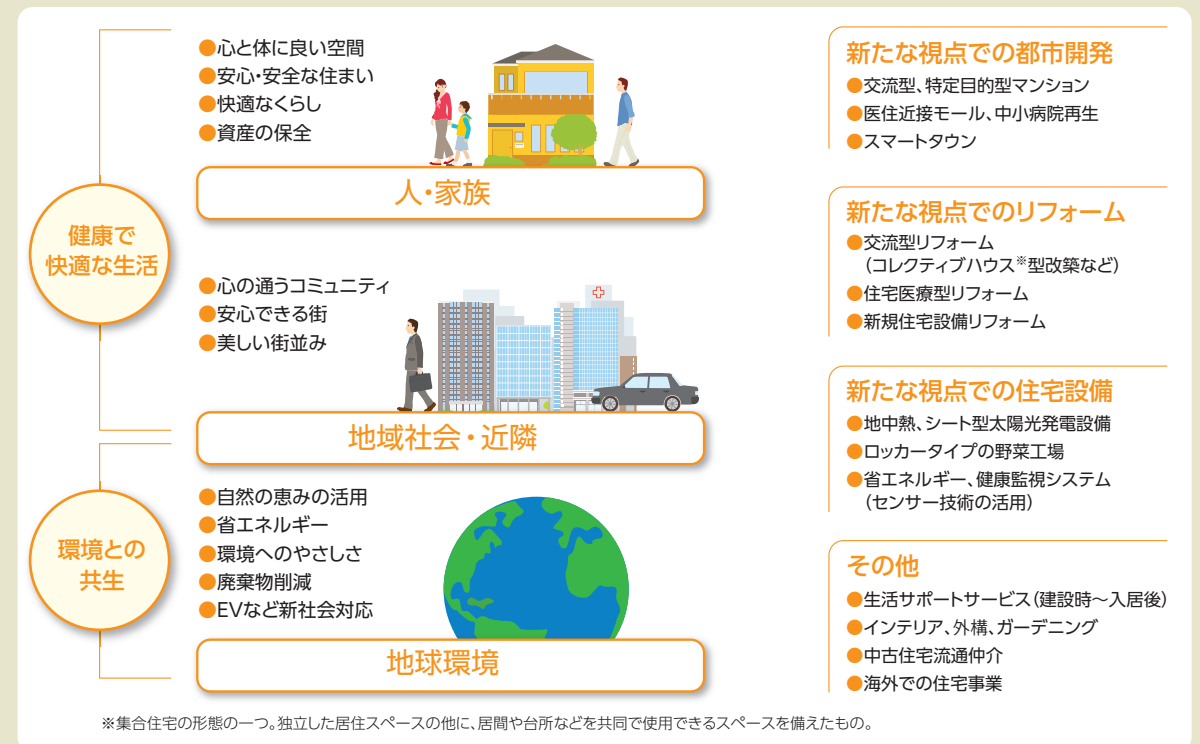 健康で
快適な生活
●心と体に良い空間
●安心・安全な住まい
●快適なくらし
●資産の保全
人・家族
●心の通うコミュニティ
●安心できる街
●美しい街並み
地域社会・近隣
環境との
共生
●自然の恵みの活用
●省エネルギー
●環境へのやさしさ
●廃棄物削減
●EVなど新社会対応
地球環境
新たな視点での都市開発
●交流型、特定目的型マンション
●医住近接モール、中小病院再生
●スマートタウン
新たな視点でのリフォーム
●交流型リフォーム
（コレクティブハウス※型改築など）
●住宅医療型リフォーム
●新規住宅設備リフォーム
新たな視点での住宅設備
●地中熱、シート型太陽光発電設備
●ロッカータイプの野菜工場
●省エネルギー、健康監視システム
（センサー技術の活用）
その他
●生活サポートサービス（建設時～入居後）
●インテリア、外構、ガーデニング
●中古住宅流通仲介
●海外での住宅事業
※集合住宅の形態の一つ。独立した居住スペースの他に、居間や台所などを共同で使用できるスペースを備えたもの。